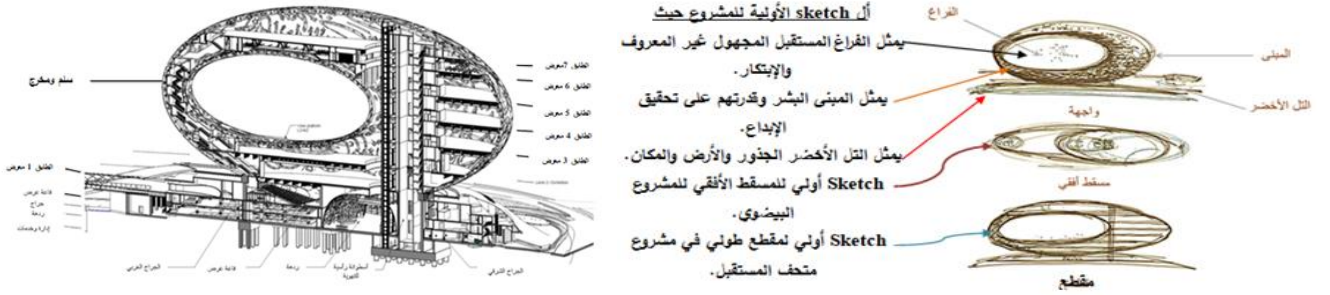 سلم ومخرج
الطابق 7 معرض
الطابق 6 معرض
الطابق 5 معرض
الطابق 4 معرض
الطابق 3 معرض
الطابق 1 معرض
قاعة عرض
جراج
ردهة
إدارة وخدمات
الجراج الغربي
قاعة عرض
ردهة
أسطوانة رأسية
الجراج الشرقي
أل sketch الأولية للمشروع حيث
يمثل الفراغ المستقبل المجهول غير المعروف
والإبتكار.
يمثل المبنى البشر وقدرتهم على تحقيق
الإبداع.
يمثل التل الأخضر الجذور والأرض والمكان.
Sketch أولي للمسقط الأفقي للمشروع
البيضوي.
Sketch أولي لمقطع طولي في مشروع
متحف المستقبل.
الفراغ
المبنى
التل الأخضر
واجهة
مسقط أفقي
مقطع